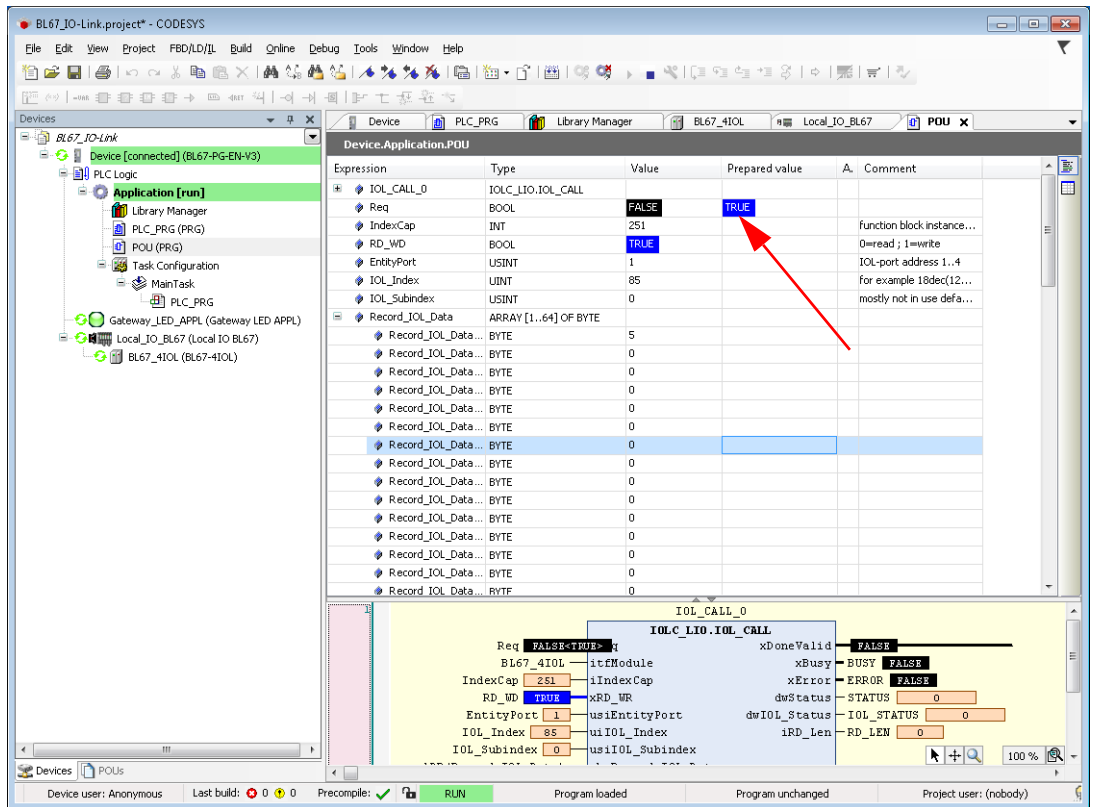 BL67_IO-Link.project* - CODESYS
File Edit View Project FBD/LD/IL Build Online Debug Tools Window Help
Devices
BL67_IO-Link
Device [connected] (BL67-PG-EN-V3)
PLC Logic
Application [run]
Library Manager
PLC_PRG (PRG)
POU (PRG)
Task Configuration
MainTask
PLC_PRG
Gateway_LED_APPL (Gateway LED APPL)
Local_IO_BL67 (Local IO BL67)
BL67_4IOL (BL67-4IOL)
Devices POUs
Device PLC_PRG Library Manager BL67_4IOL Local_IO_BL67 POU
Device.Application.POU
Expression Type Value Prepared value A. Comment
IOL_CALL_0 IOLC_LIO.IOL_CALL
Req BOOL FALSE TRUE
IndexCap INT 251 function block instance...
RD_WD BOOL TRUE 0=read ; 1=write
EntityPort USINT 1 IOL-port address 1..4
IOL_Index UINT 85 for example 18dec(12...
IOL_Subindex USINT 0 mostly not in use defa...
Record_IOL_Data ARRAY [1..64] OF BYTE
Record_IOL_Data... BYTE 5
Record_IOL_Data... BYTE 0
Record_IOL_Data... BYTE 0
Record_IOL_Data... BYTE 0
Record_IOL_Data... BYTE 0
Record_IOL_Data... BYTE 0
Record_IOL_Data... BYTE 0
Record_IOL_Data... BYTE 0
Record_IOL_Data... BYTE 0
Record_IOL_Data... BYTE 0
Record_IOL_Data... BYTE 0
Record_IOL_Data... BYTE 0
Record_IOL_Data... BYTE 0
Record_IOL_Data... BYTE 0
Record_IOL_Data... BYTE 0
1
IOL_CALL_0
IOLC_LIO.IOL_CALL
Req FALSE<TRUE> q xDoneValid FALSE
BL67_4IOL itfModule xBusy BUSY FALSE
IndexCap 251 iIndexCap xError ERROR FALSE
RD_WD TRUE xRD_WR dwStatus STATUS 0
EntityPort 1 usiEntityPort dwIOL_Status IOL_STATUS 0
IOL_Index 85 uiIOL_Index iRD_Len RD_LEN 0
IOL_Subindex 0 usiIOL_Subindex
100 %
Device user: Anonymous Last build: 0 0 Precompile: RUN Program loaded Program unchanged Project user: (nobody)